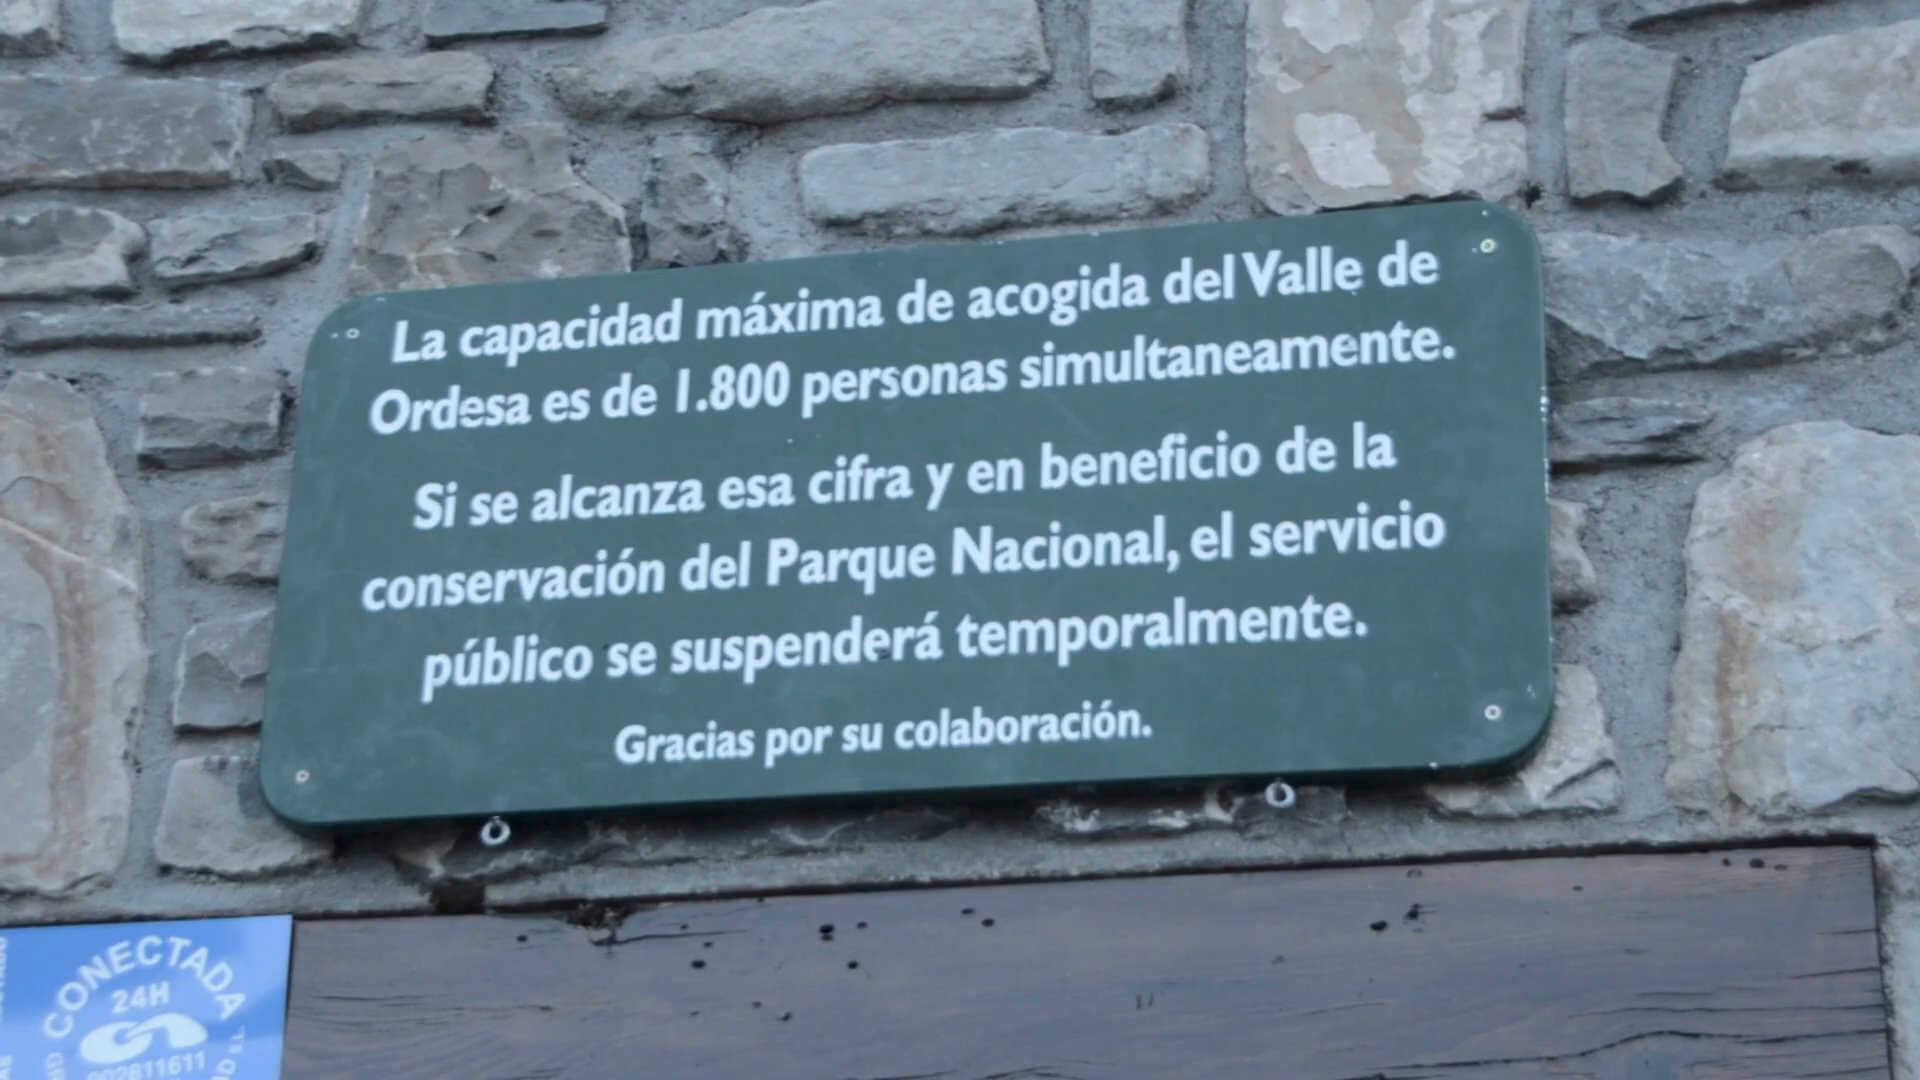 La capacidad máxima de acogida del Valle de
Ordesa es de 1.800 personas simultaneamente.
Si se alcanza esa cifra y en beneficio de la
conservación del Parque Nacional, el servicio
público se suspenderá temporalmente.
Gracias por su colaboración.
CONECTADA
24H
902611611